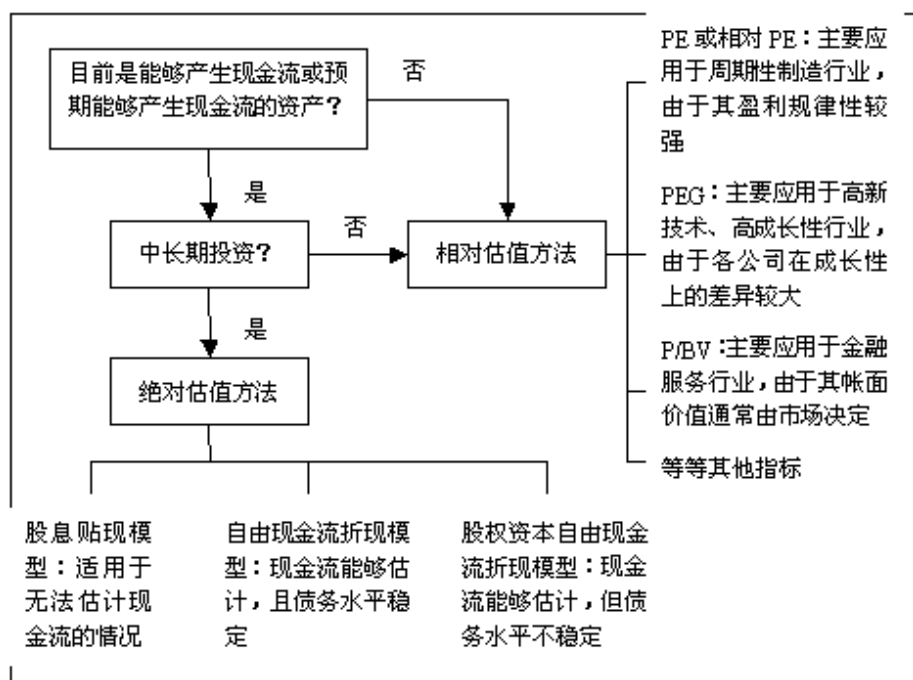 目前是能够产生现金流或预
期能够产生现金流的资产？
否
是
中长期投资？
否
相对估值方法
是
绝对估值方法
PE 或相对 PE：主要应
用于周期性制造行业，
由于其盈利规律性较
强
PEG：主要应用于高新
技术、高成长性行业，
由于各公司在成长性
上的差异较大
P/BV：主要应用于金融
服务行业，由于其帐面
价值通常由市场决定
等等其他指标
股息贴现模
型：适用于
无法估计现
金流的情况
自由现金流折现模
型：现金流能够估
计，且债务水平稳
定
股权资本自由现金
流折现模型：现金
流能够估计，但债
务水平不稳定